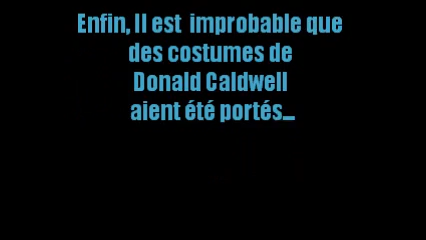 Enfin, Il est improbable que
des costumes de
Donald Caldwell
aient été portés...